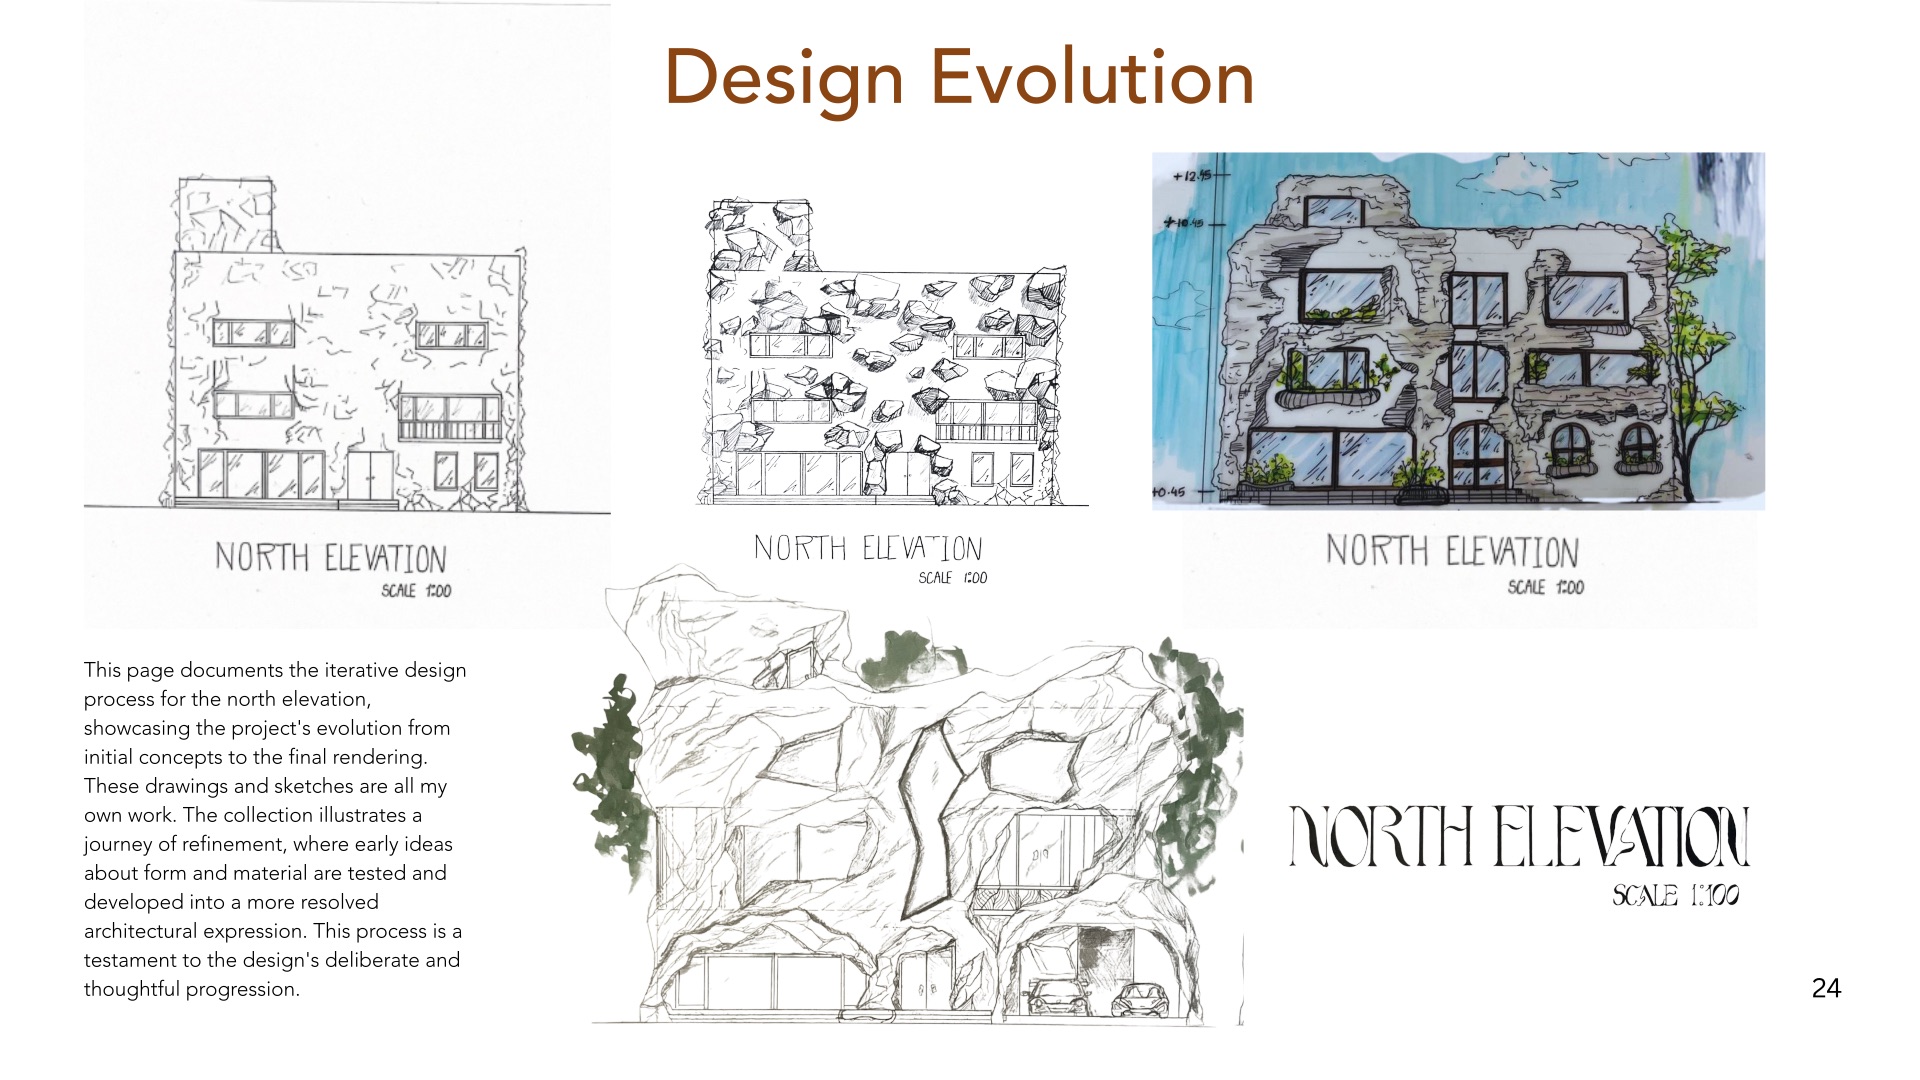 Design Evolution
+12.45
+10.45
+0.45
NORTH ELEVATION
SCALE 1:00
NORTH ELEVATION
SCALE 1:00
NORTH ELEVATION
SCALE 1:00
This page documents the iterative design
process for the north elevation,
showcasing the project's evolution from
initial concepts to the final rendering.
These drawings and sketches are all my
own work. The collection illustrates a
journey of refinement, where early ideas
about form and material are tested and
developed into a more resolved
architectural expression. This process is a
testament to the design's deliberate and
thoughtful progression.
NORTH ELEVATION
SCALE 1:100
24